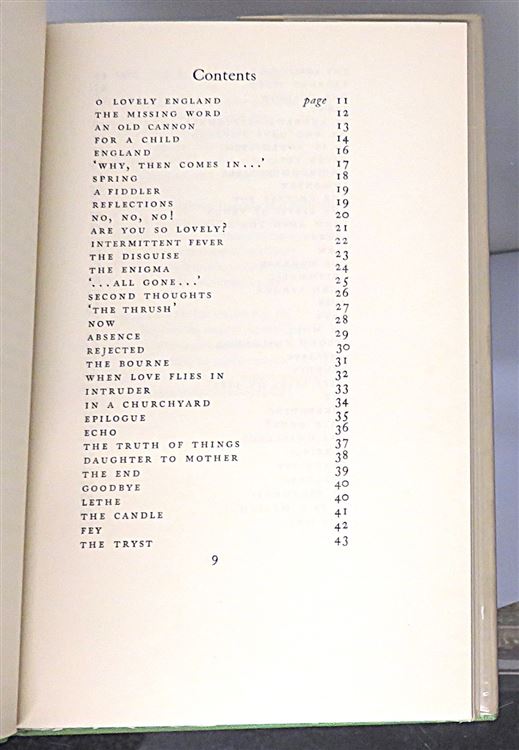 Contents
O LOVELY ENGLAND page 11
THE MISSING WORD 12
AN OLD CANNON 13
FOR A CHILD 14
ENGLAND 16
'WHY, THEN COMES IN...' 17
SPRING 18
A FIDDLER 19
REFLECTIONS 19
NO, NO, NO! 20
ARE YOU SO LOVELY? 21
INTERMITTENT FEVER 22
THE DISGUISE 23
THE ENIGMA 24
'...ALL GONE...' 25
SECOND THOUGHTS 26
'THE THRUSH' 27
NOW 28
ABSENCE 29
REJECTED 30
THE BOURNE 31
WHEN LOVE FLIES IN 32
INTRUDER 33
IN A CHURCHYARD 34
EPILOGUE 35
ECHO 36
THE TRUTH OF THINGS 37
DAUGHTER TO MOTHER 38
THE END 39
GOODBYE 40
LETHE 40
THE CANDLE 41
FEY 42
THE TRYST 43
9